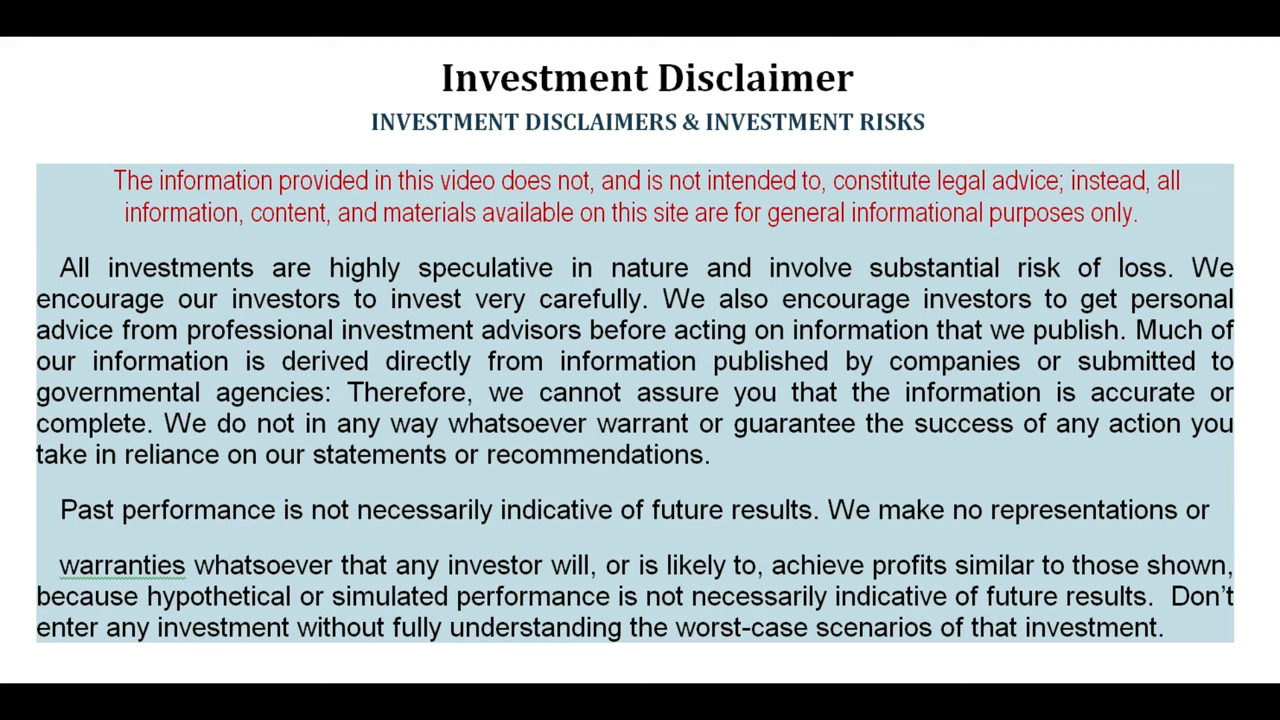 Investment Disclaimer
INVESTMENT DISCLAIMERS & INVESTMENT RISKS
The information provided in this video does not, and is not intended to, constitute legal advice; instead, all
information, content, and materials available on this site are for general informational purposes only.
All investments are highly speculative in nature and involve substantial risk of loss. We
encourage our investors to invest very carefully. We also encourage investors to get personal
advice from professional investment advisors before acting on information that we publish. Much of
our information is derived directly from information published by companies or submitted to
governmental agencies: Therefore, we cannot assure you that the information is accurate or
complete. We do not in any way whatsoever warrant or guarantee the success of any action you
take in reliance on our statements or recommendations.
Past performance is not necessarily indicative of future results. We make no representations or
warranties whatsoever that any investor will, or is likely to, achieve profits similar to those shown,
because hypothetical or simulated performance is not necessarily indicative of future results. Don’t
enter any investment without fully understanding the worst-case scenarios of that investment.